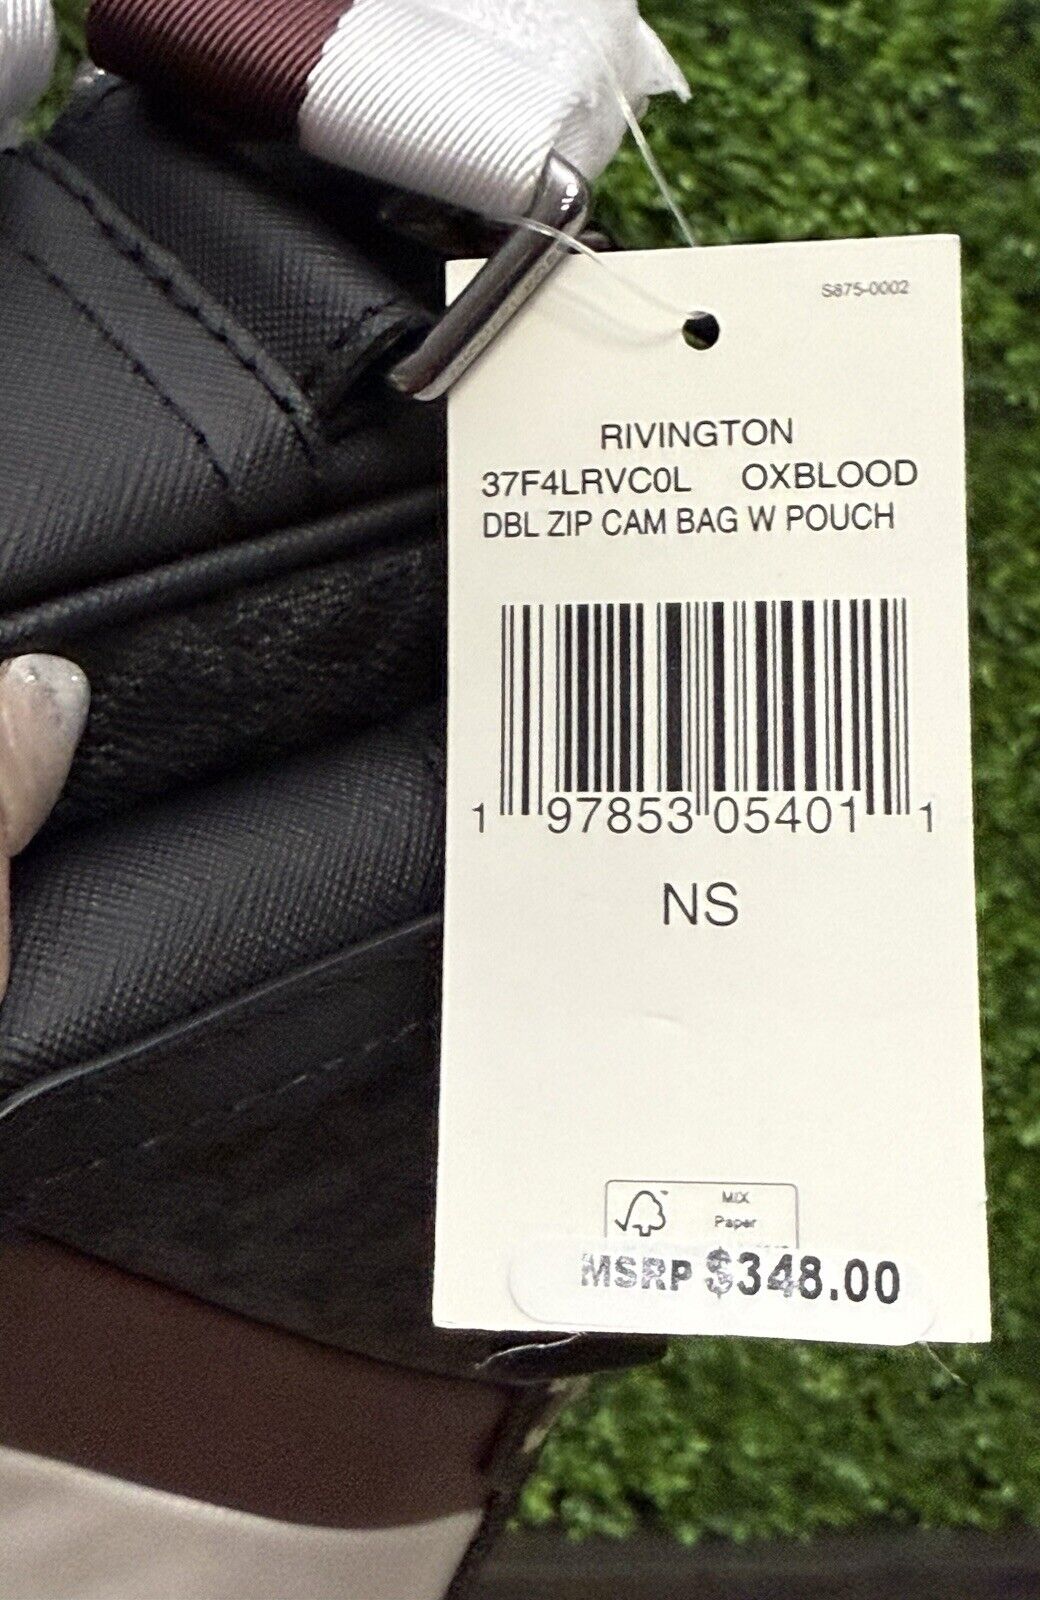 S875-0002
RIVINGTON
37F4LRVC0L OXBLOOD
DBL ZIP CAM BAG W POUCH
1 97853 05401 1
NS
MIX
Paper
MSRP $348.00